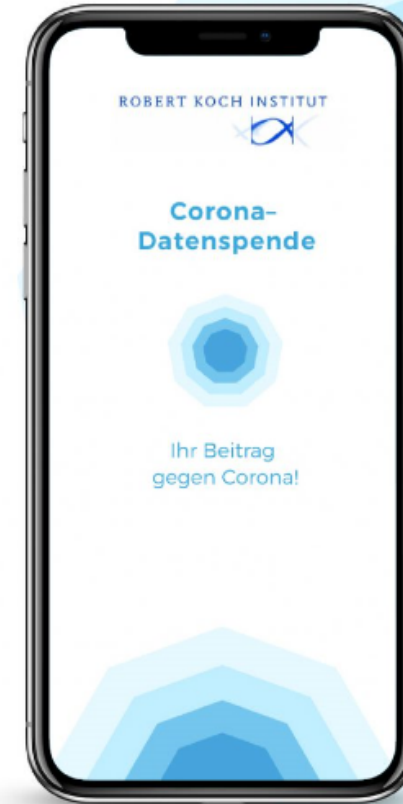 ROBERT KOCH INSTITUT
Corona–
Datenspende
Ihr Beitrag
gegen Corona!